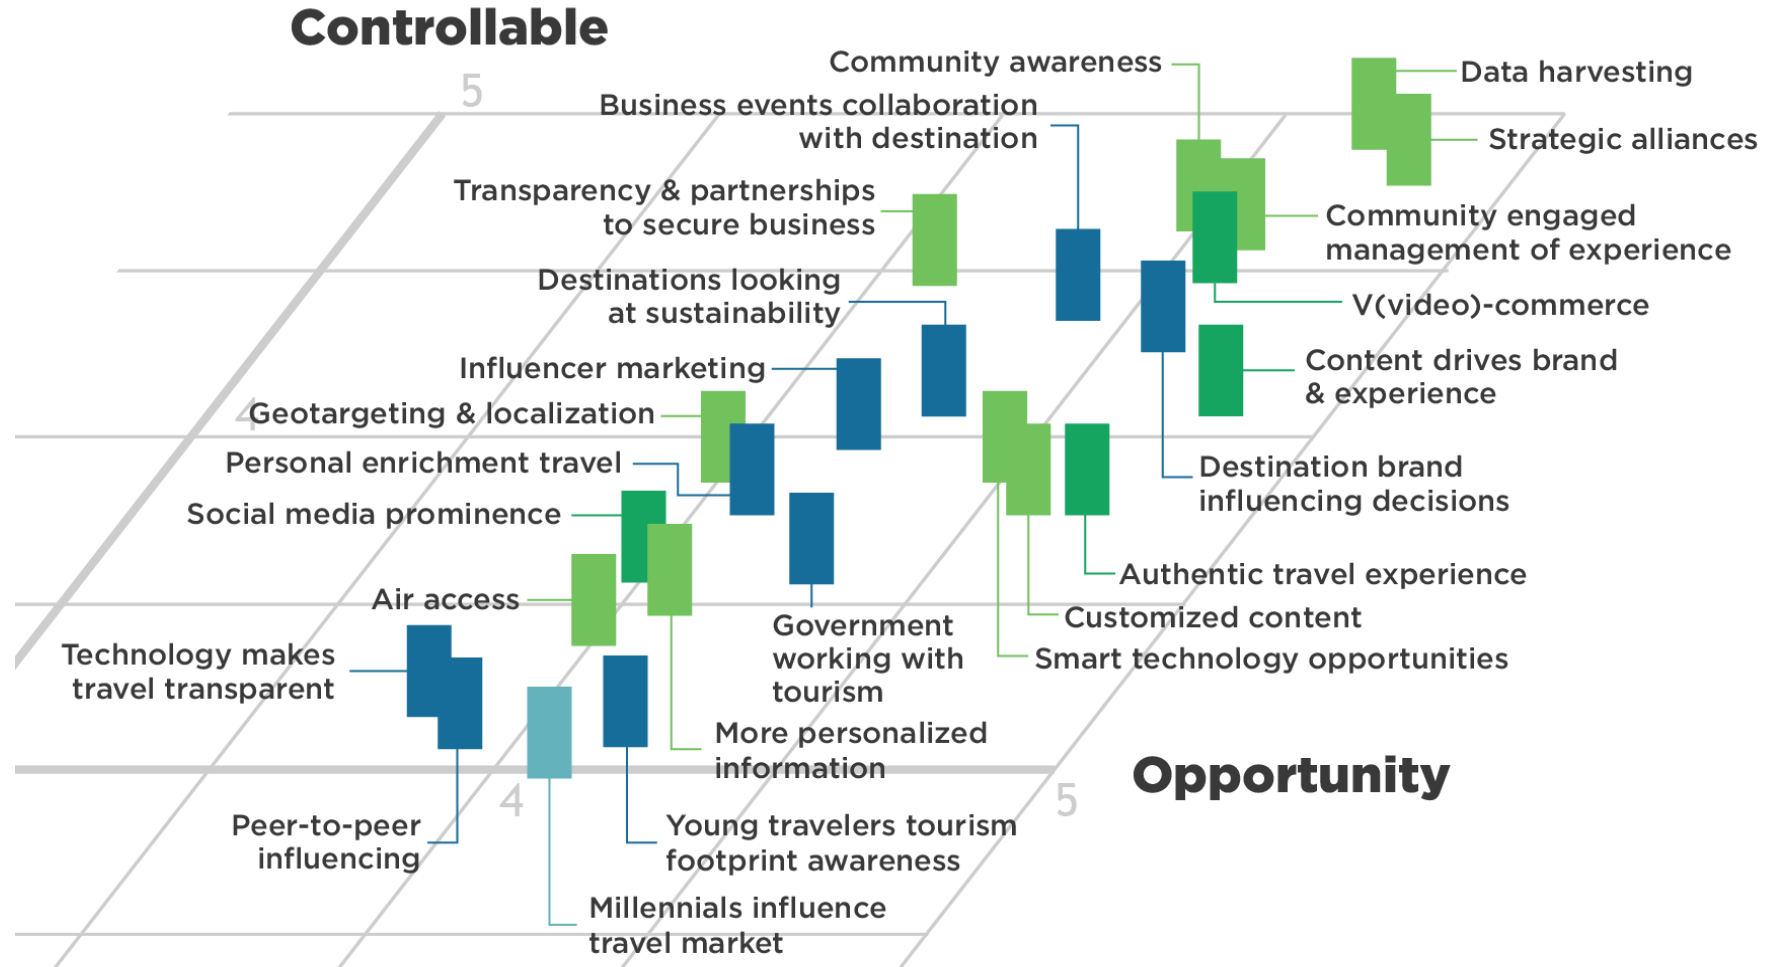 Controllable
5
Community awareness
Data harvesting
Business events collaboration
with destination
Strategic alliances
Transparency & partnerships
to secure business
Community engaged
management of experience
Destinations looking
at sustainability
V(video)-commerce
Influencer marketing
Content drives brand
& experience
4
Geotargeting & localization
Personal enrichment travel
Destination brand
influencing decisions
Social media prominence
Authentic travel experience
Air access
Customized content
Government
working with
tourism
Technology makes
travel transparent
Smart technology opportunities
More personalized
information
Opportunity
4
5
Peer-to-peer
influencing
Young travelers tourism
footprint awareness
Millennials influence
travel market